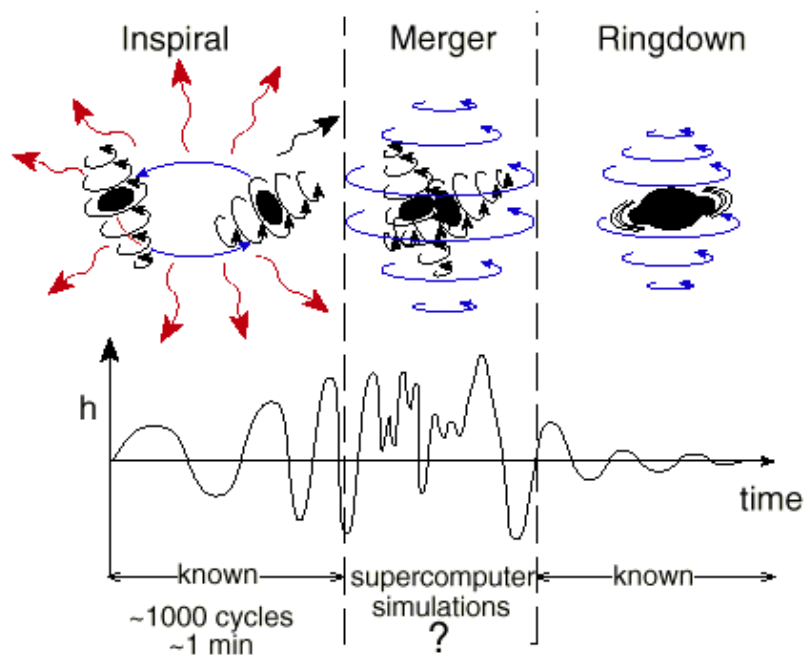 Inspiral
Merger
Ringdown
h
time
known
supercomputer
simulations
?
known
~1000 cycles
~1 min